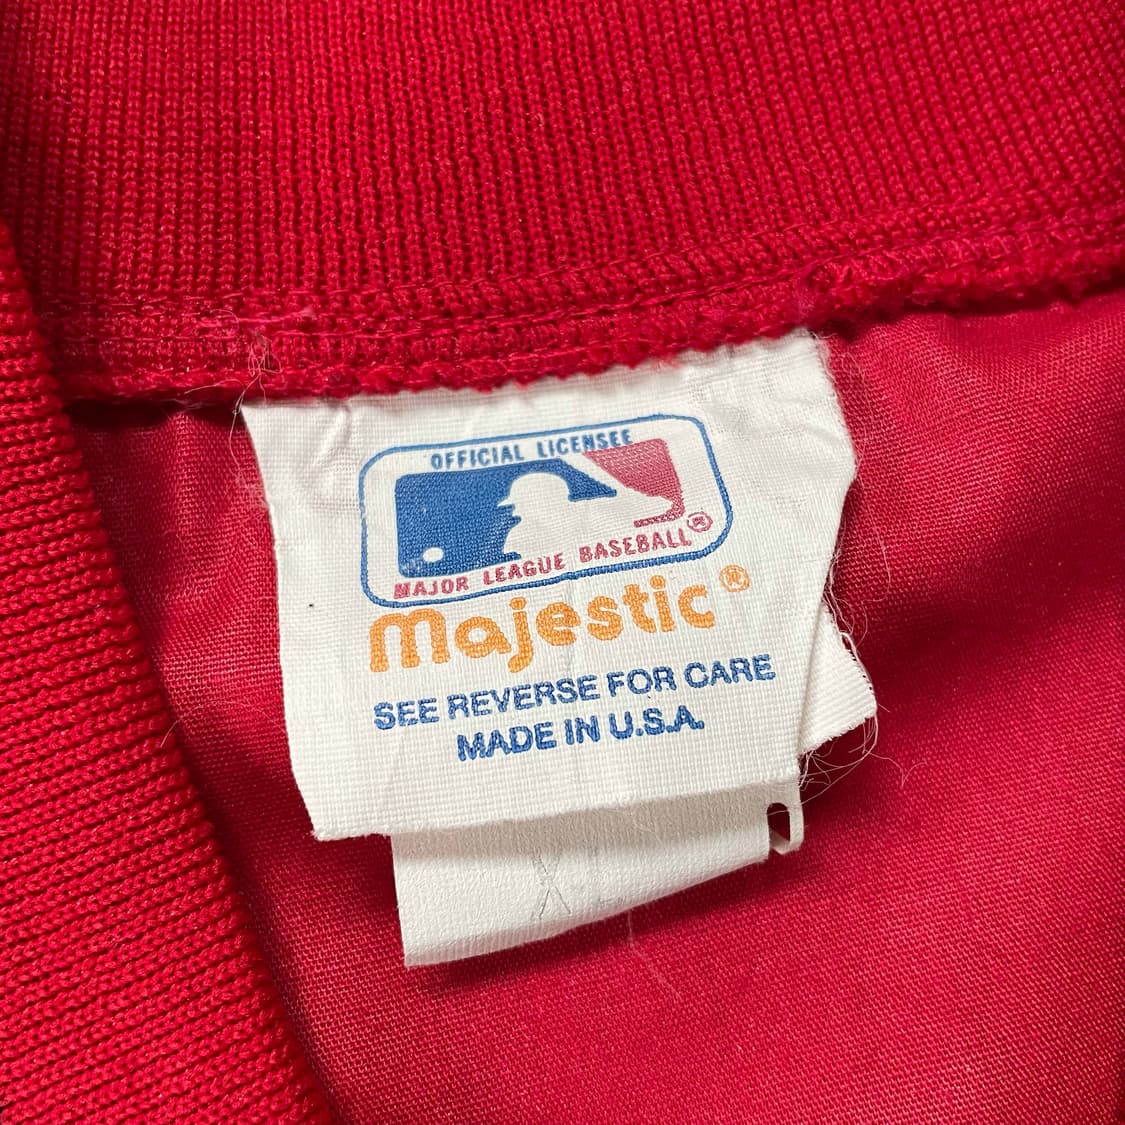 OFFICIAL LICENSEE
MAJOR LEAGUE BASEBALL®
majestic®
SEE REVERSE FOR CARE
MADE IN U.S.A.
X